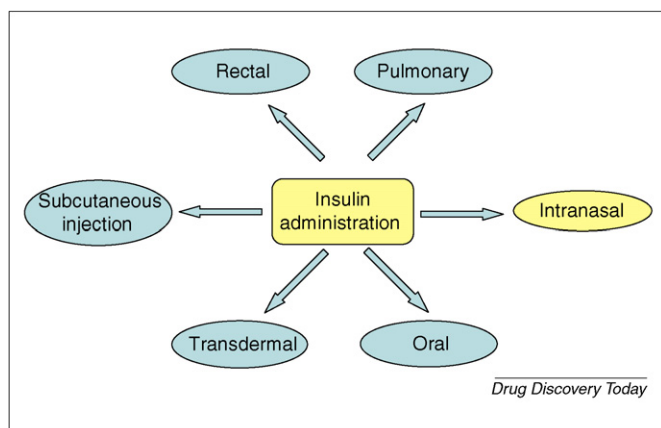 Rectal
Pulmonary
Subcutaneous
injection
Insulin
administration
Intranasal
Transdermal
Oral
Drug Discovery Today